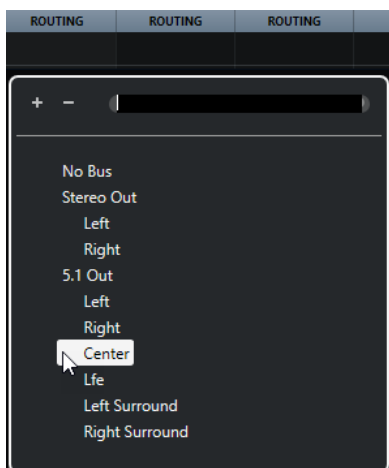 ROUTING ROUTING ROUTING
+ −
No Bus
Stereo Out
Left
Right
5.1 Out
Left
Right
Center
Lfe
Left Surround
Right Surround